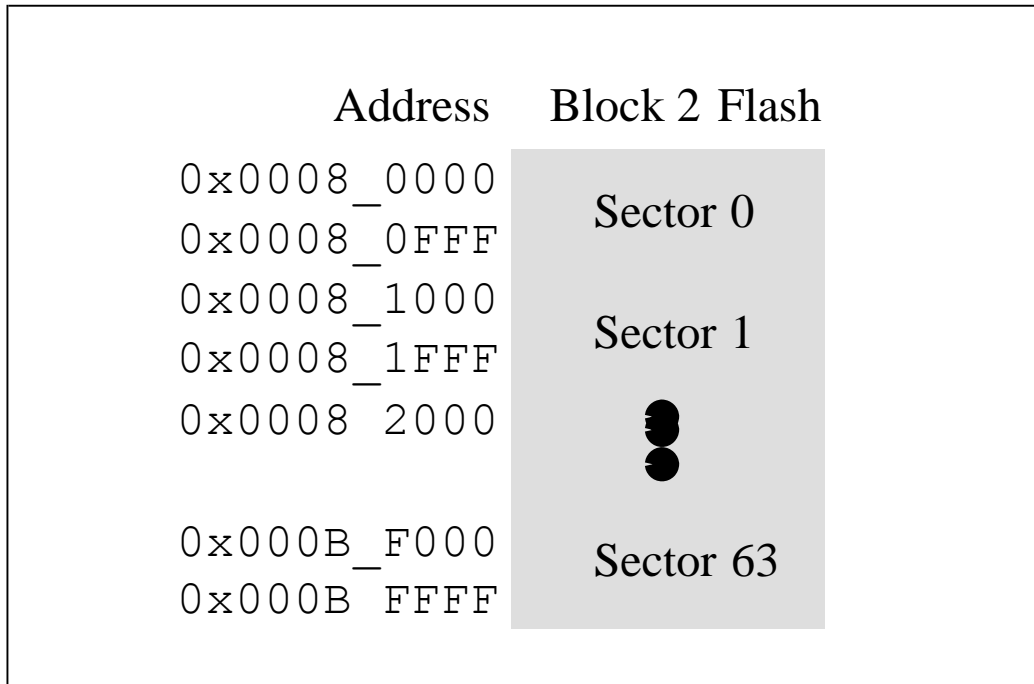 Address Block 2 Flash
0x0008_0000
Sector 0
0x0008_0FFF
0x0008_1000
Sector 1
0x0008_1FFF
0x0008 2000
0x000B_F000
Sector 63
0x000B FFFF